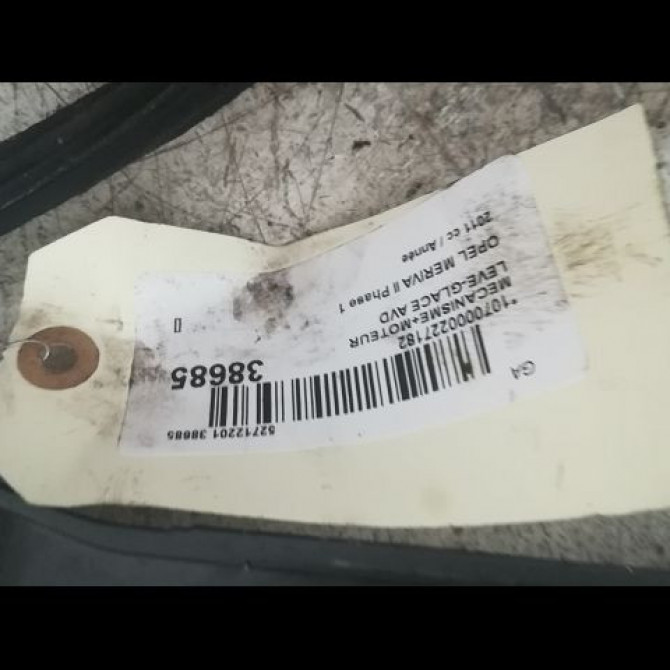 GA
52712201 38685
*1070000227182
MECANISME+MOTEUR
LEVE-GLACE AVD
OPEL MERIVA II Phase 1
2011 cc / Année
38685
[]